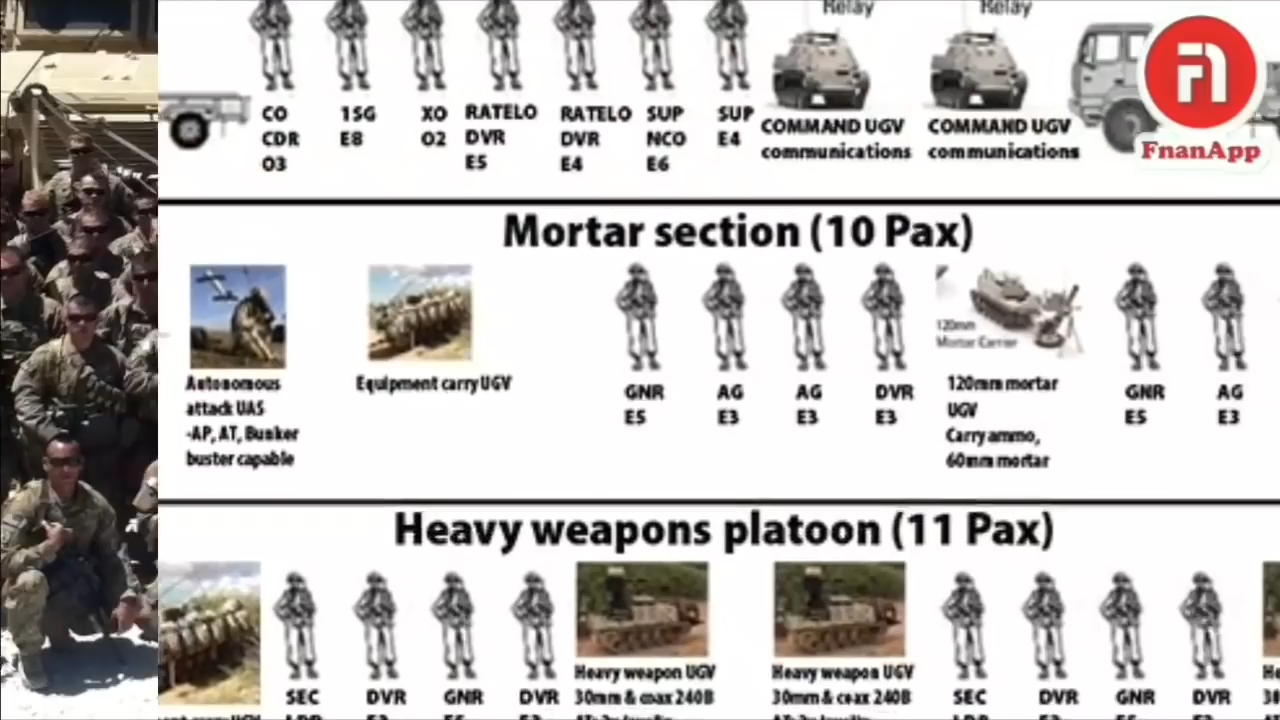 Relay
Relay
CO
CDR
O3
1SG
E8
XO
O2
RATELO
DVR
E5
RATELO
DVR
E4
SUP
NCO
E6
SUP
E4
COMMAND UGV
communications
COMMAND UGV
communications
FnanApp
Mortar section (10 Pax)
Autonomous
attack UAS
-AP, AT, Bunker
buster capable
Equipment carry UGV
GNR
E5
AG
E3
AG
E3
DVR
E3
120mm
Mortar Carrier
120mm mortar
UGV
Carry ammo,
60mm mortar
GNR
E5
AG
E3
Heavy weapons platoon (11 Pax)
SEC
DVR
GNR
DVR
Heavy weapon UGV
30mm & coax 240B
Heavy weapon UGV
30mm & coax 240B
SEC
DVR
GNR
DVR